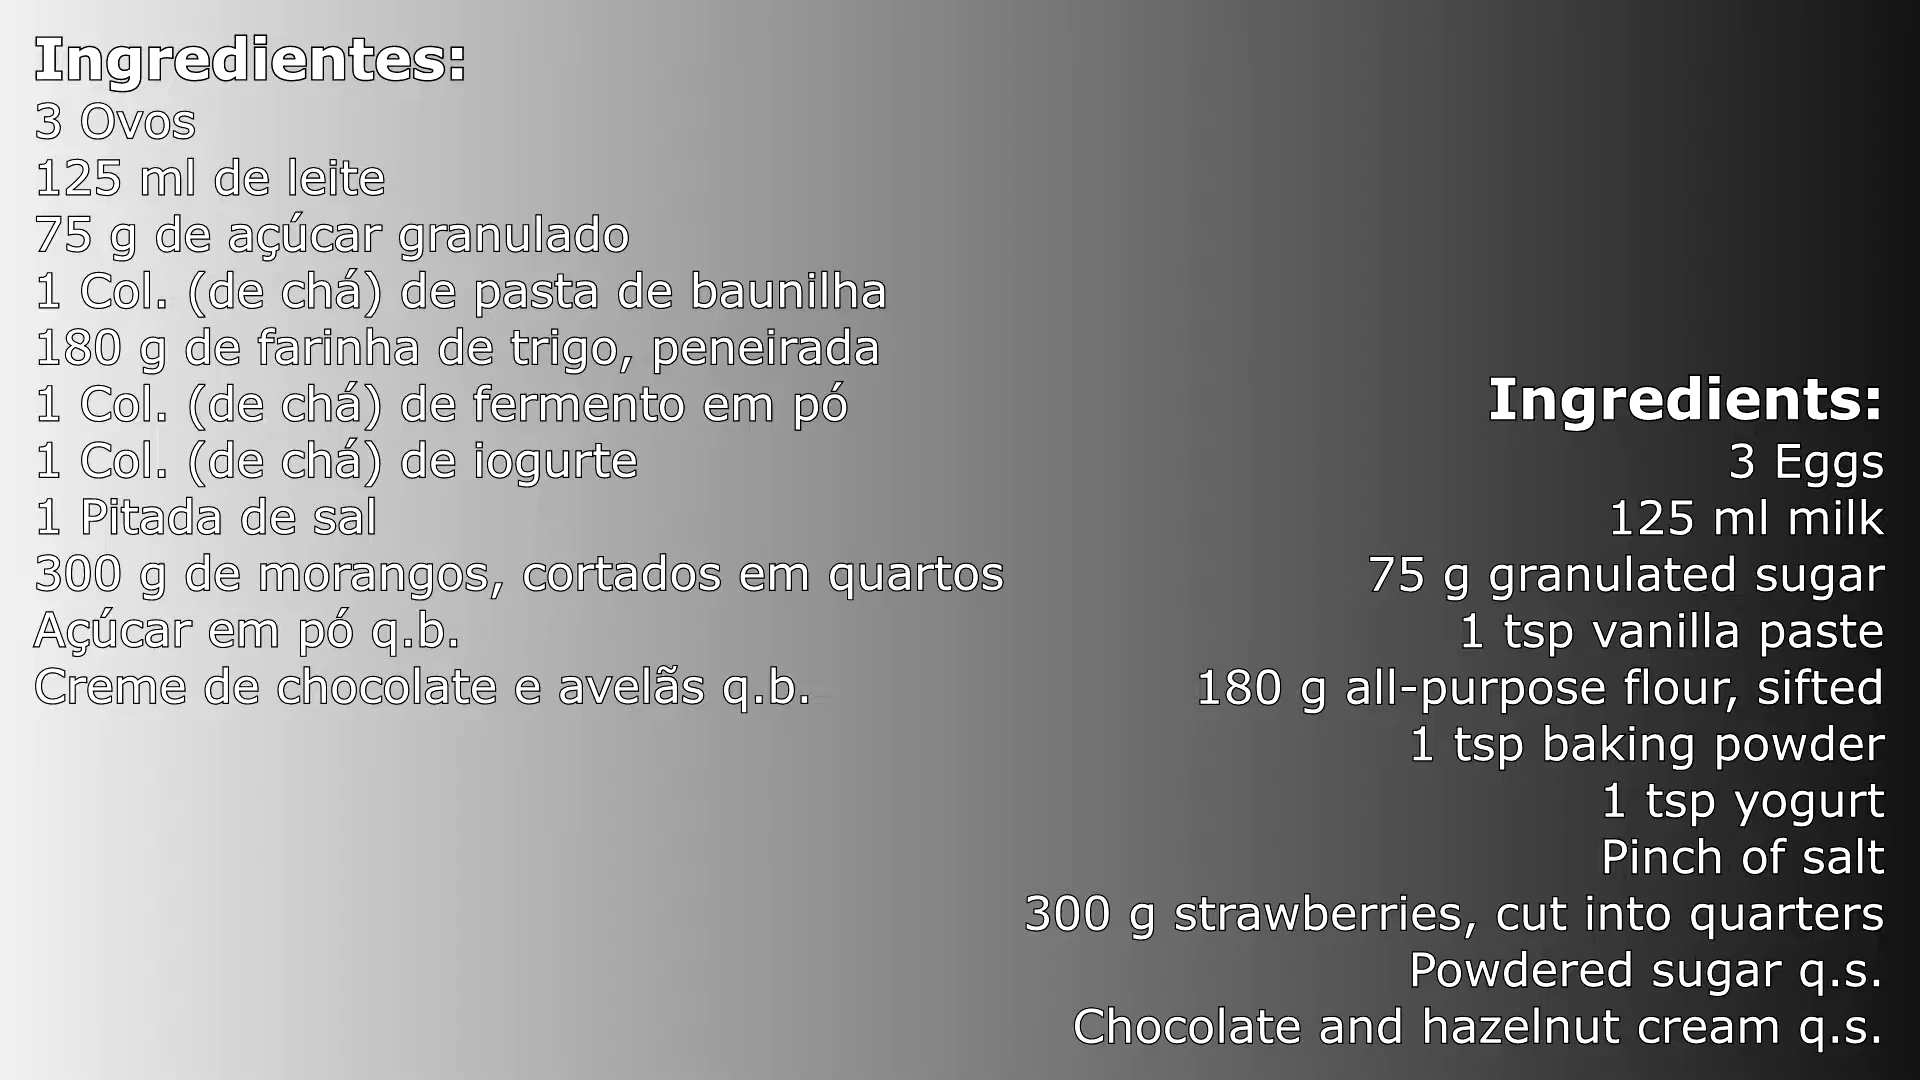 Ingredientes:
3 Ovos
125 ml de leite
75 g de açúcar granulado
1 Col. (de chá) de pasta de baunilha
180 g de farinha de trigo, peneirada
1 Col. (de chá) de fermento em pó
1 Col. (de chá) de iogurte
1 Pitada de sal
300 g de morangos, cortados em quartos
Açúcar em pó q.b.
Creme de chocolate e avelãs q.b.
Ingredients:
3 Eggs
125 ml milk
75 g granulated sugar
1 tsp vanilla paste
180 g all-purpose flour, sifted
1 tsp baking powder
1 tsp yogurt
Pinch of salt
300 g strawberries, cut into quarters
Powdered sugar q.s.
Chocolate and hazelnut cream q.s.